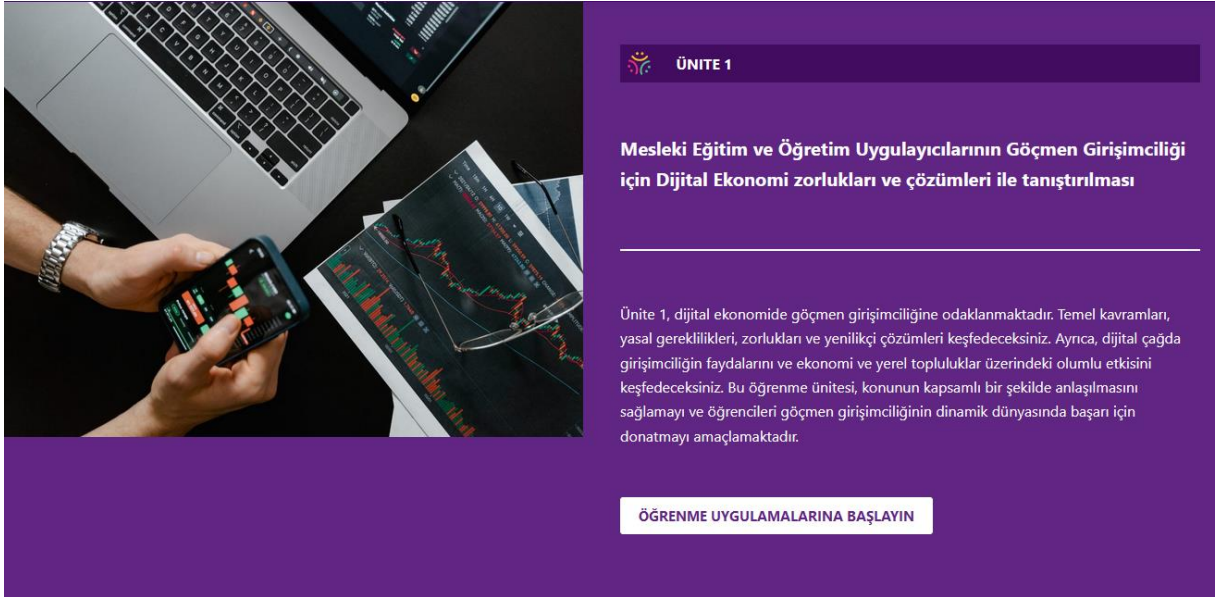 ÜNITE 1
Mesleki Eğitim ve Öğretim Uygulayıcılarının Göçmen Girişimciliği
için Dijital Ekonomi zorlukları ve çözümleri ile tanıştırılması
Ünite 1, dijital ekonomide göçmen girişimciliğine odaklanmaktadır. Temel kavramları,
yasal gereklilikleri, zorlukları ve yenilikçi çözümleri keşfedeceksiniz. Ayrıca, dijital çağda
girişimciliğin faydalarını ve ekonomi ve yerel topluluklar üzerindeki olumlu etkisini
keşfedeceksiniz. Bu öğrenme ünitesi, konunun kapsamlı bir şekilde anlaşılmasını
sağlamayı ve öğrencileri göçmen girişimciliğinin dinamik dünyasında başarı için
donatmayı amaçlamaktadır.
ÖĞRENME UYGULAMALARINA BAŞLAYIN